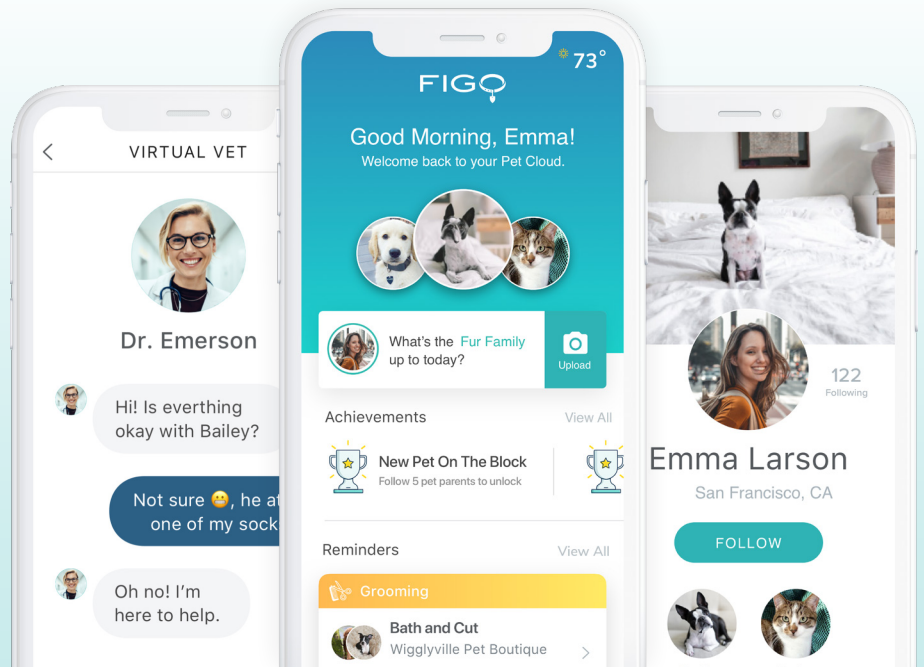 VIRTUAL VET
Dr. Emerson
Hi! Is everthing
okay with Bailey?
Not sure 😬, he at
one of my sock
Oh no! I'm
here to help.
73°
FIGO
Good Morning, Emma!
Welcome back to your Pet Cloud.
What's the Fur Family
up to today?
Upload
Achievements
View All
New Pet On The Block
Follow 5 pet parents to unlock
Reminders
View All
Grooming
Bath and Cut
Wigglyville Pet Boutique
122
Following
Emma Larson
San Francisco, CA
FOLLOW